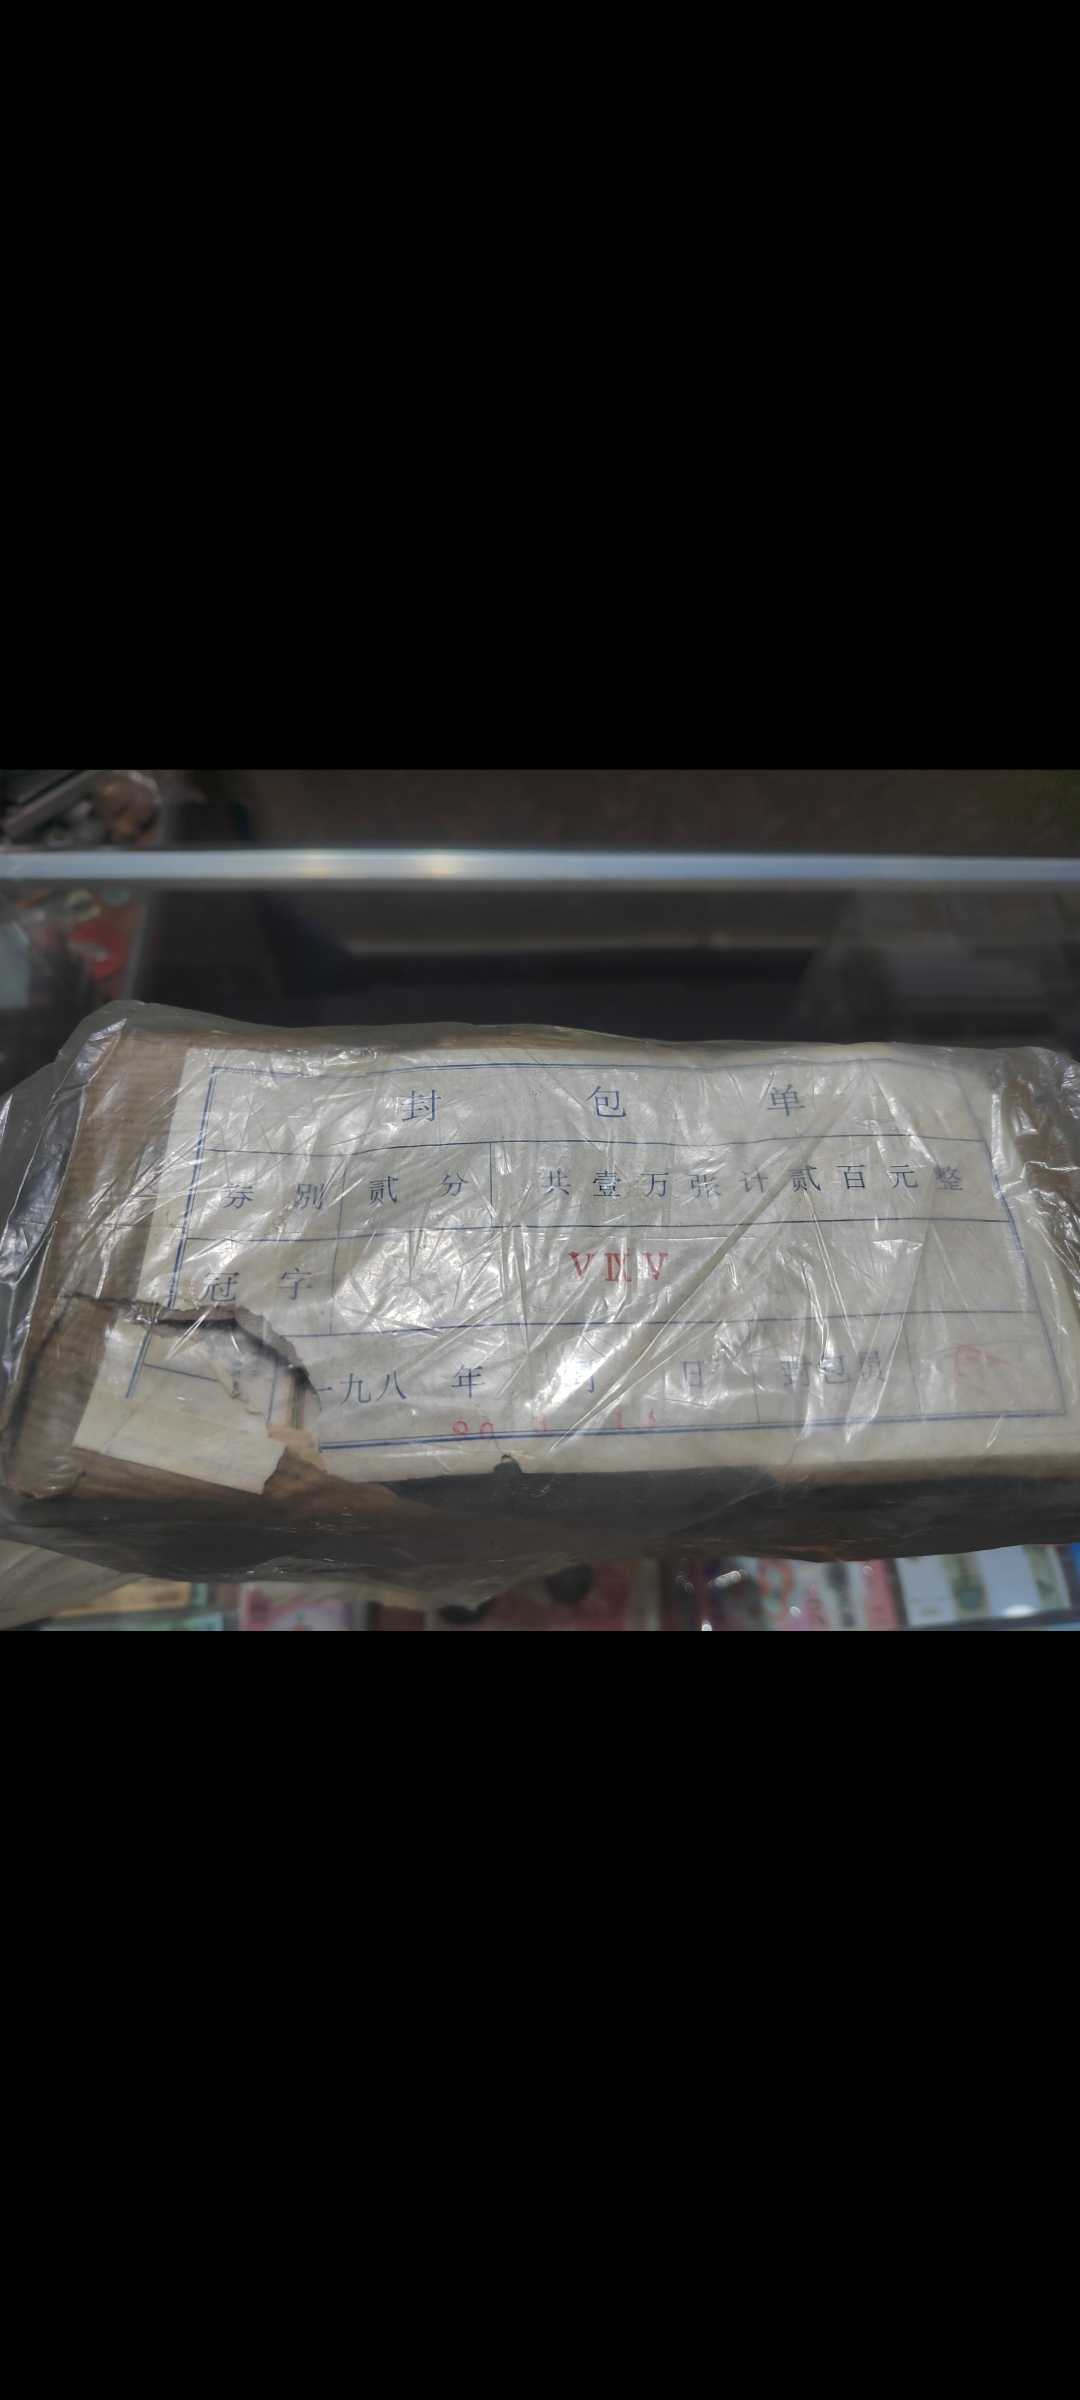 封包单
券别 贰分 共壹万张计贰百元整
冠字 V IX V
一九八 年 月 日 封包员